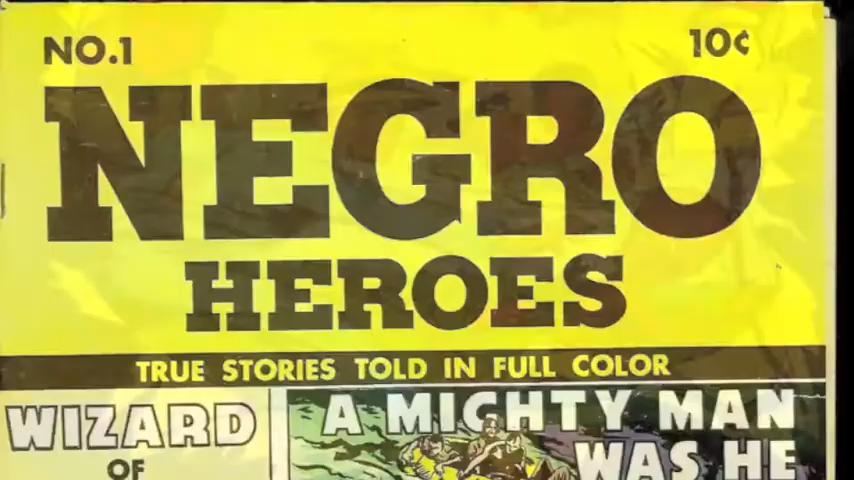 NO.1 10¢
NEGRO
HEROES
TRUE STORIES TOLD IN FULL COLOR
WIZARD
OF
A MIGHTY MAN
WAS HE